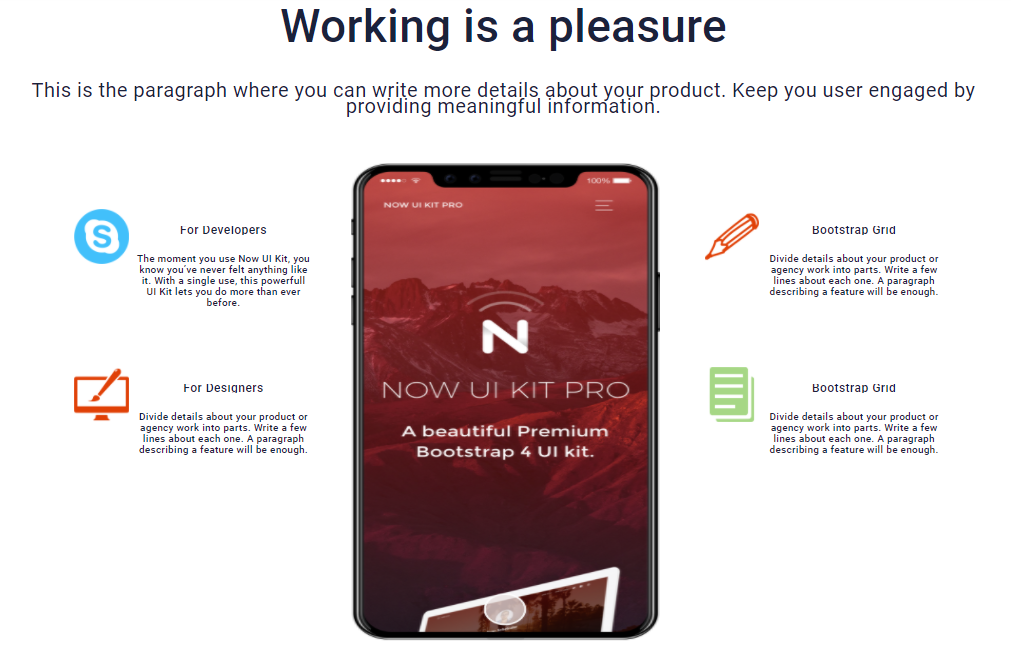 Working is a pleasure
This is the paragraph where you can write more details about your product. Keep you user engaged by
providing meaningful information.
For Developers
The moment you use Now UI Kit, you
know you've never felt anything like
it. With a single use, this powerfull
UI Kit lets you do more than ever
before.
For Designers
Divide details about your product or
agency work into parts. Write a few
lines about each one. A paragraph
describing a feature will be enough.
100%
NOW UI KIT PRO
N
NOW UI KIT PRO
A beautiful Premium
Bootstrap 4 UI kit.
Bootstrap Grid
Divide details about your product or
agency work into parts. Write a few
lines about each one. A paragraph
describing a feature will be enough.
Bootstrap Grid
Divide details about your product or
agency work into parts. Write a few
lines about each one. A paragraph
describing a feature will be enough.